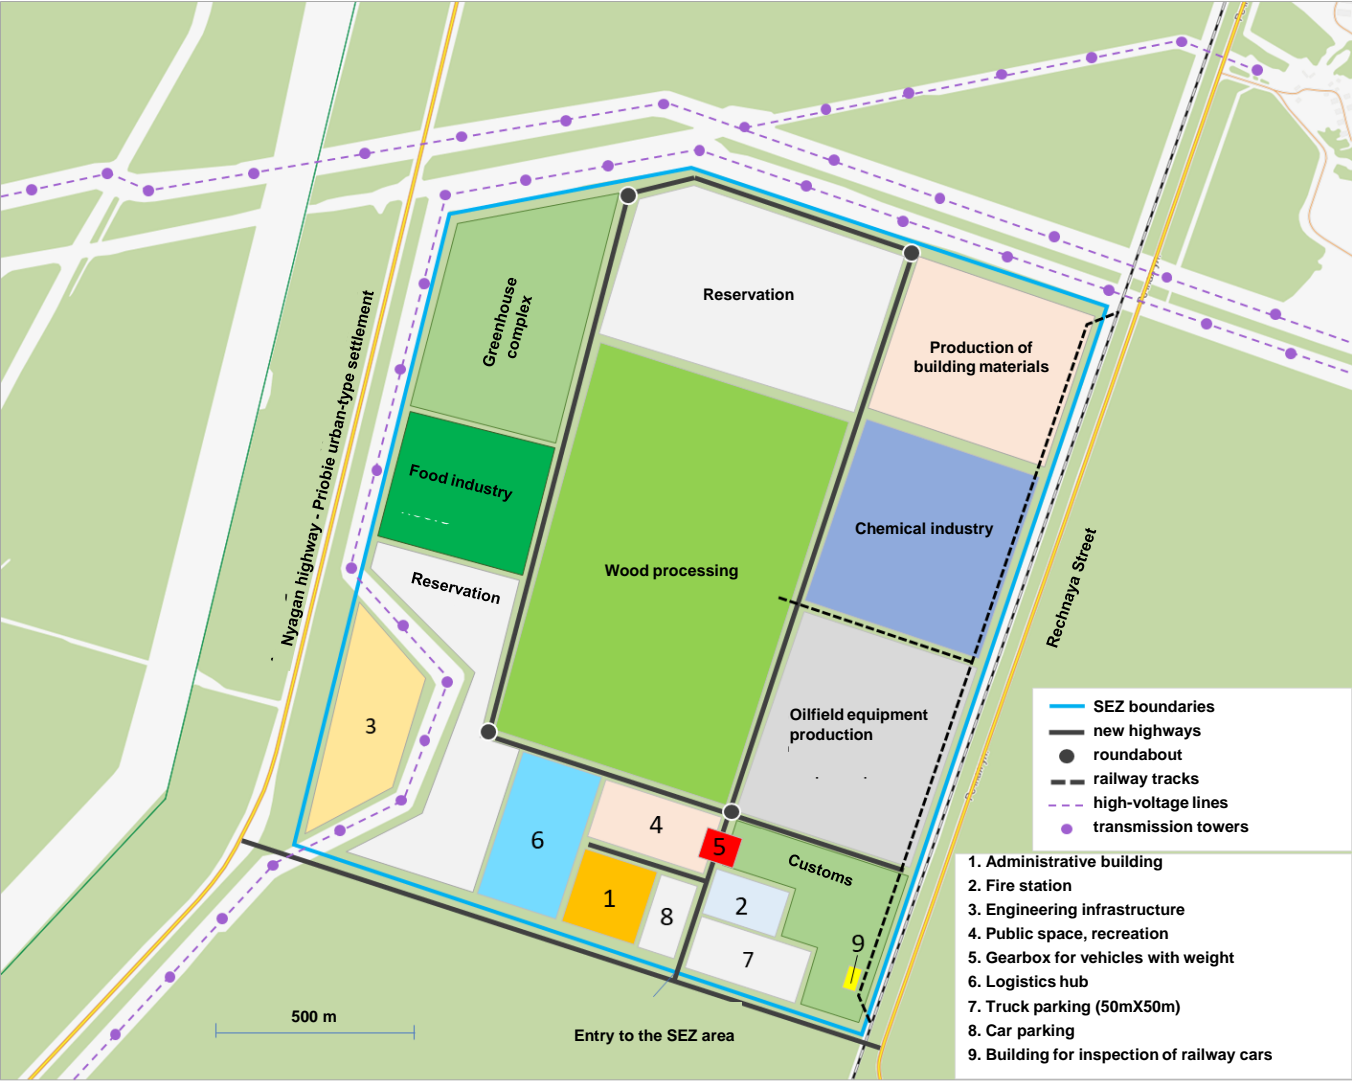 Greenhouse
complex
Reservation
Production of
building materials
Nyagan highway - Priobie urban-type settlement
Food industry
Chemical industry
Wood processing
Reservation
Rechnaya Street
3
Oilfield equipment
production
6
4
5
Customs
1
8
2
7
9
500 m
Entry to the SEZ area
SEZ boundaries
new highways
roundabout
railway tracks
high-voltage lines
transmission towers
1. Administrative building
2. Fire station
3. Engineering infrastructure
4. Public space, recreation
5. Gearbox for vehicles with weight
6. Logistics hub
7. Truck parking (50mX50m)
8. Car parking
9. Building for inspection of railway cars